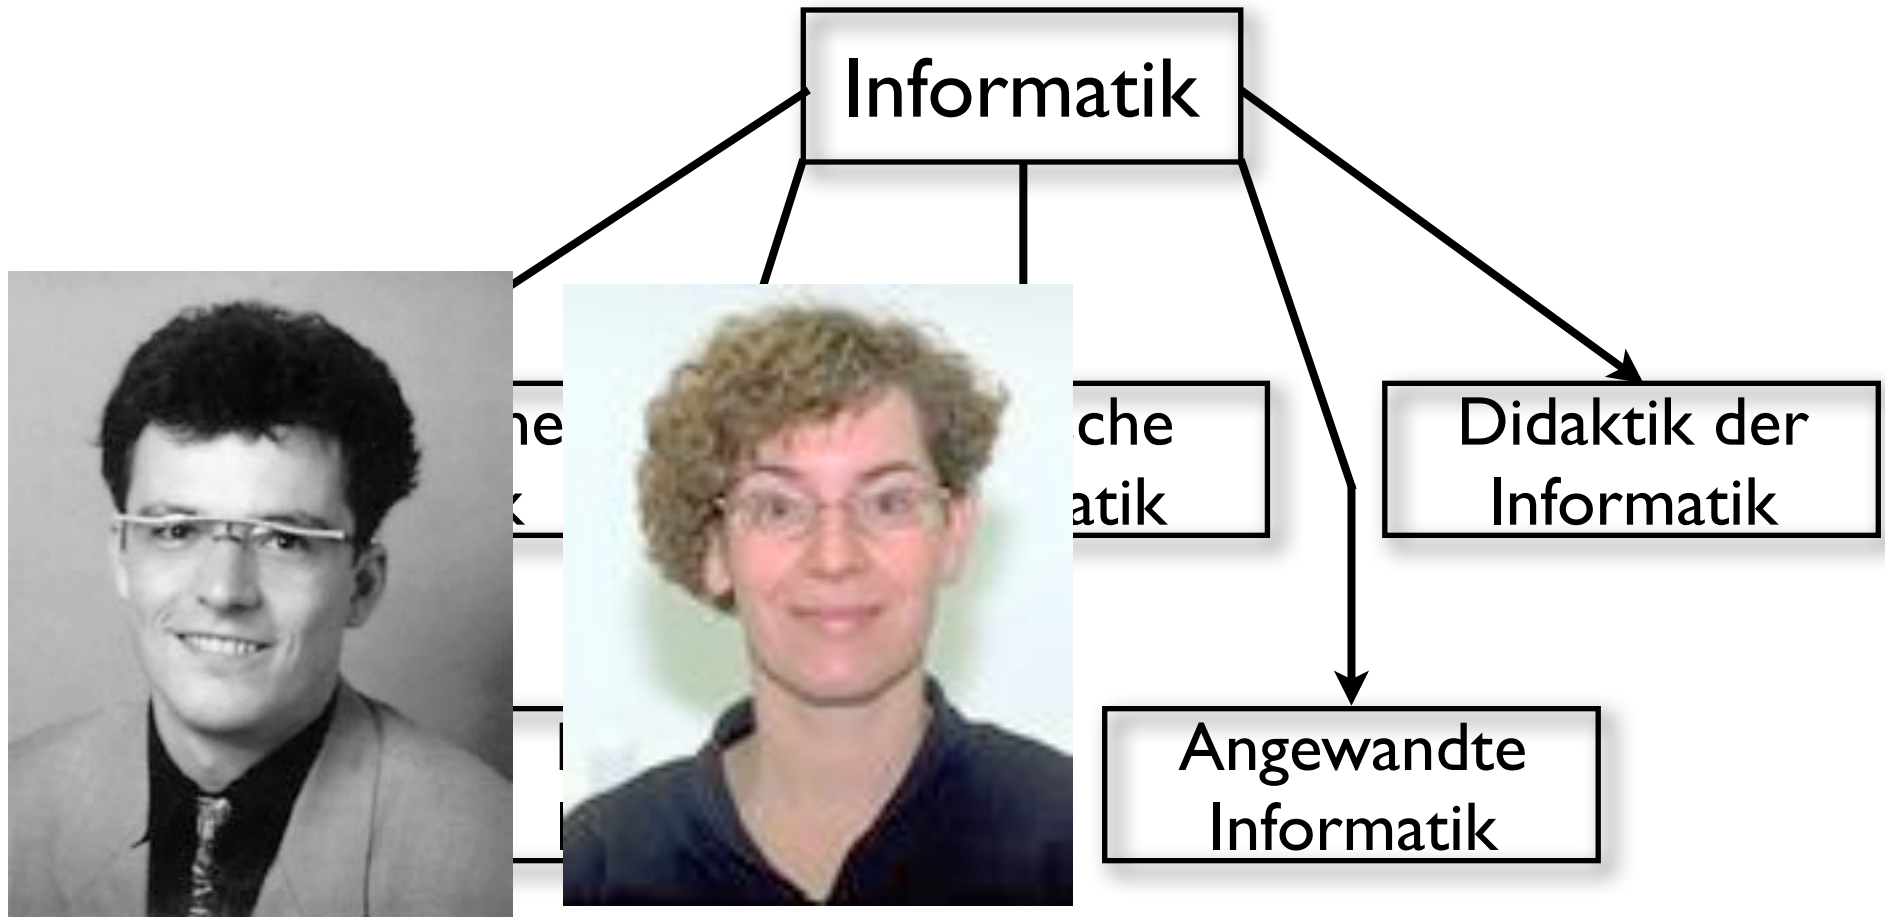 Informatik
che
atik
Didaktik der
Informatik
Angewandte
Informatik